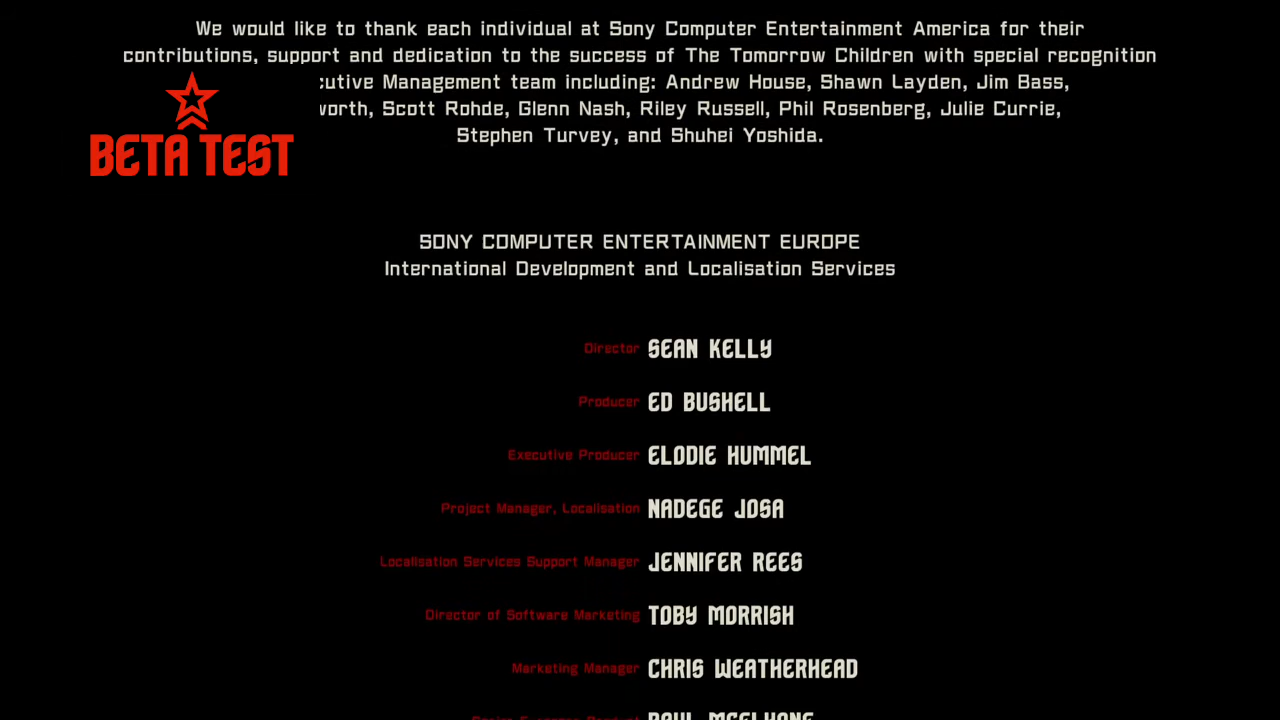 We would like to thank each individual at Sony Computer Entertainment America for their
contributions, support and dedication to the success of The Tomorrow Children with special recognition
Management team including: Andrew House, Shawn Layden, Jim Bass,
Scott Rohde, Glenn Nash, Riley Russell, Phil Rosenberg, Julie Currie,
Stephen Turvey, and Shuhei Yoshida.
BETA TEST
SONY COMPUTER ENTERTAINMENT EUROPE
International Development and Localisation Services
Director SEAN KELLY
Producer ED BUSHELL
Executive Producer ELODIE HUMMEL
Project Manager, Localisation NADEGE JOSA
Localisation Services Support Manager JENNIFER REES
Director of Software Marketing TOBY MORRISH
Marketing Manager CHRIS WEATHERHEAD